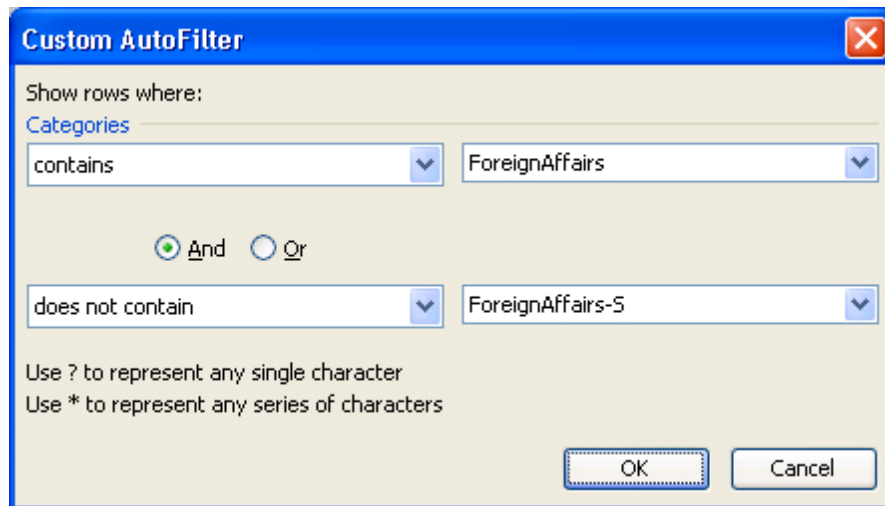 Custom AutoFilter
Show rows where:
Categories
contains ForeignAffairs
And Or
does not contain ForeignAffairs-S
Use ? to represent any single character
Use * to represent any series of characters
OK Cancel